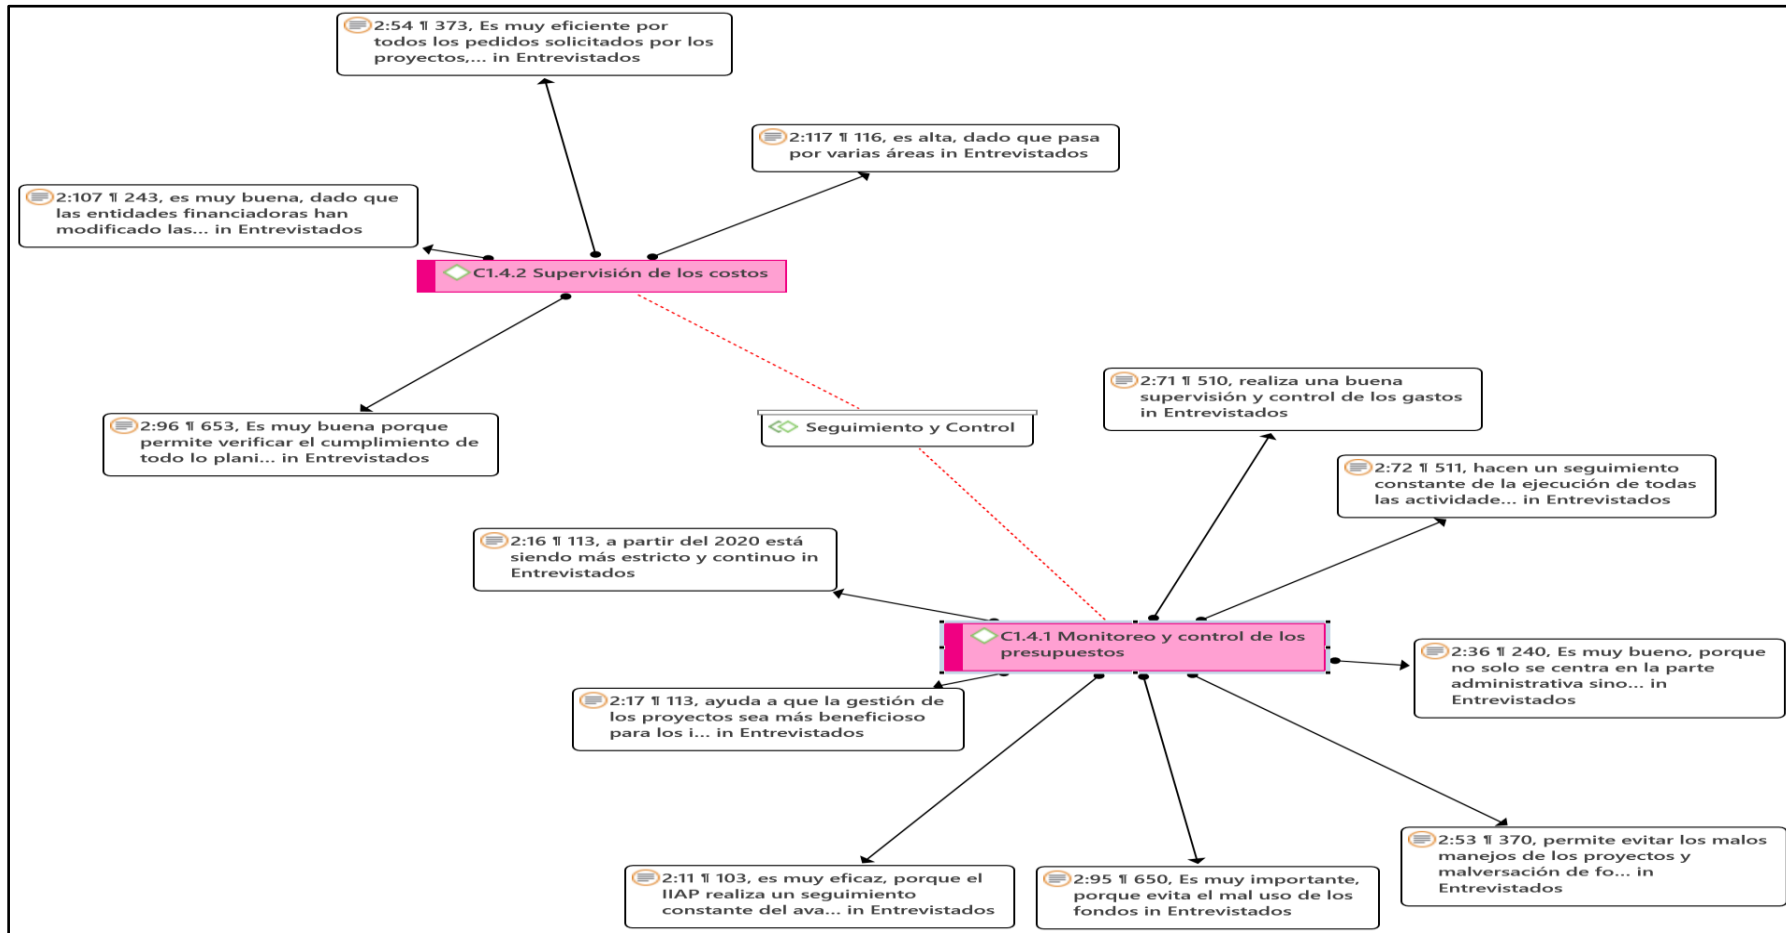 2:54 ¶ 373, Es muy eficiente por
todos los pedidos solicitados por los
proyectos,... in Entrevistados
2:117 ¶ 116, es alta, dado que pasa
por varias áreas in Entrevistados
2:107 ¶ 243, es muy buena, dado que
las entidades financiadoras han
modificado las... in Entrevistados
C1.4.2 Supervisión de los costos
2:96 ¶ 653, Es muy buena porque
permite verificar el cumplimiento de
todo lo plani... in Entrevistados
Seguimiento y Control
2:71 ¶ 510, realiza una buena
supervisión y control de los gastos
in Entrevistados
2:72 ¶ 511, hacen un seguimiento
constante de la ejecución de todas
las actividade... in Entrevistados
2:16 ¶ 113, a partir del 2020 está
siendo más estricto y continuo in
Entrevistados
C1.4.1 Monitoreo y control de los
presupuestos
2:36 ¶ 240, Es muy bueno, porque
no solo se centra en la parte
administrativa sino... in
Entrevistados
2:17 ¶ 113, ayuda a que la gestión de
los proyectos sea más beneficioso
para los i... in Entrevistados
2:11 ¶ 103, es muy eficaz, porque el
IIAP realiza un seguimiento
constante del ava... in Entrevistados
2:95 ¶ 650, Es muy importante,
porque evita el mal uso de los
fondos in Entrevistados
2:53 ¶ 370, permite evitar los malos
manejos de los proyectos y
malversación de fo... in
Entrevistados